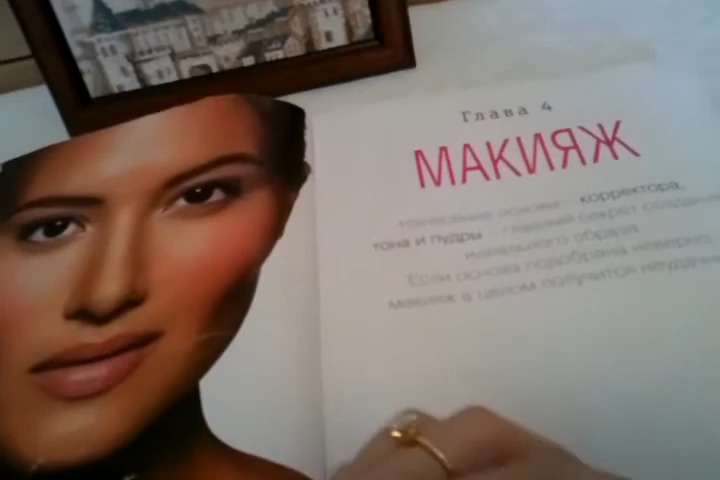 Глава 4
МАКИЯЖ
Нанесение основы – корректора,
тона и пудры – главный секрет создания
идеального образа.
Если основа подобрана неверно,
макияж в целом получится неудачн